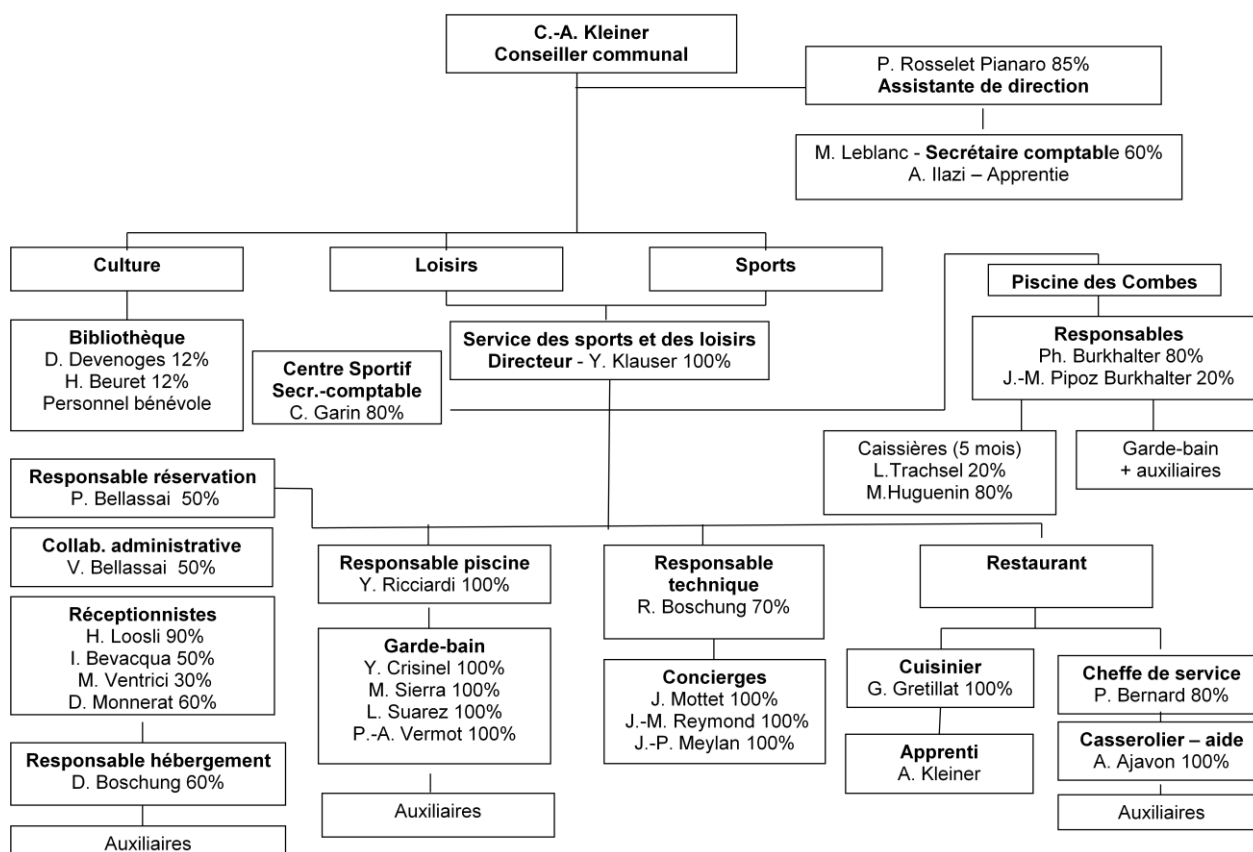 C.-A. Kleiner
Conseiller communal
P. Rosselet Pianaro 85%
Assistante de direction
M. Leblanc - Secrétaire comptable 60%
A. Ilazi – Apprentie
Culture
Loisirs
Sports
Piscine des Combes
Bibliothèque
D. Devenoges 12%
H. Beuret 12%
Personnel bénévole
Centre Sportif
Secr.-comptable
C. Garin 80%
Service des sports et des loisirs
Directeur - Y. Klauser 100%
Responsables
Ph. Burkhalter 80%
J.-M. Pipoz Burkhalter 20%
Caissières (5 mois)
L.Trachsel 20%
M.Huguenin 80%
Garde-bain
+ auxiliaires
Responsable réservation
P. Bellassai 50%
Collab. administrative
V. Bellassai 50%
Réceptionnistes
H. Loosli 90%
I. Bevacqua 50%
M. Ventrici 30%
D. Monnerat 60%
Responsable hébergement
D. Boschung 60%
Auxiliaires
Responsable piscine
Y. Ricciardi 100%
Garde-bain
Y. Crisinel 100%
M. Sierra 100%
L. Suarez 100%
P.-A. Vermot 100%
Auxiliaires
Responsable
technique
R. Boschung 70%
Concierges
J. Mottet 100%
J.-M. Reymond 100%
J.-P. Meylan 100%
Restaurant
Cuisinier
G. Gretillat 100%
Apprenti
A. Kleiner
Cheffe de service
P. Bernard 80%
Casserolier – aide
A. Ajavon 100%
Auxiliaires